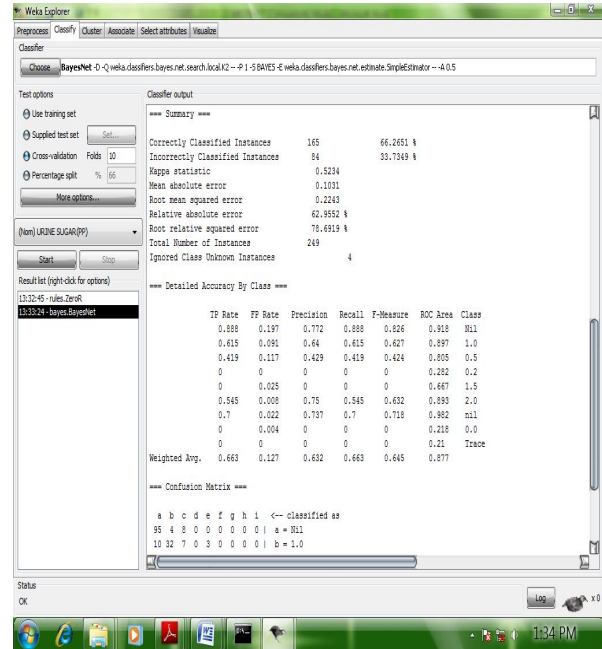 Weka Explorer
Preprocess Classify Cluster Associate Select attributes Visualize
Classifier
Choose BayesNet -D -Q weka.classifiers.bayes.net.search.local.K2 -- -P 1 -S BAYES -E weka.classifiers.bayes.net.estimate.SimpleEstimator -- -A 0.5
Test options
Use training set
Supplied test set Set...
Cross-validation Folds 10
Percentage split % 66
More options...
(Nom) URINE SUGAR(PP)
Start Stop
Result list (right-click for options)
13:32:45 - rules.ZeroR
13:33:24 - bayes.BayesNet
Classifier output
=== Summary ===
Correctly Classified Instances 165 66.2651 %
Incorrectly Classified Instances 84 33.7349 %
Kappa statistic 0.5234
Mean absolute error 0.1031
Root mean squared error 0.2243
Relative absolute error 62.9552 %
Root relative squared error 78.6919 %
Total Number of Instances 249
Ignored Class Unknown Instances 4
=== Detailed Accuracy By Class ===
TP Rate FP Rate Precision Recall F-Measure ROC Area Class
0.888 0.197 0.772 0.888 0.826 0.918 Nil
0.615 0.091 0.64 0.615 0.627 0.897 1.0
0.419 0.117 0.429 0.419 0.424 0.805 0.5
0 0 0 0 0 0.282 0.2
0 0.025 0 0 0 0.667 1.5
0.545 0.008 0.75 0.545 0.632 0.893 2.0
0.7 0.022 0.737 0.7 0.718 0.982 nil
0 0.004 0 0 0 0.218 0.0
0 0 0 0 0 0.21 Trace
Weighted Avg. 0.663 0.127 0.632 0.663 0.645 0.877
=== Confusion Matrix ===
a b c d e f g h i <-- classified as
95 4 8 0 0 0 0 0 0 | a = Nil
10 32 7 0 3 0 0 0 0 | b = 1.0
Status
OK
Log x 0
1:34 PM